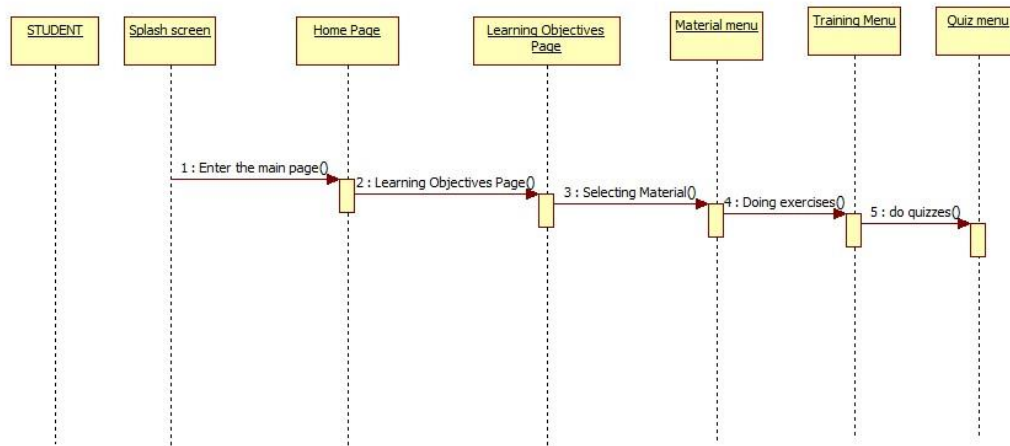 STUDENT
Splash screen
Home Page
Learning Objectives
Page
Material menu
Training Menu
Quiz menu
1 : Enter the main page()
2 : Learning Objectives Page()
3 : Selecting Material()
4 : Doing exercises()
5 : do quizzes()